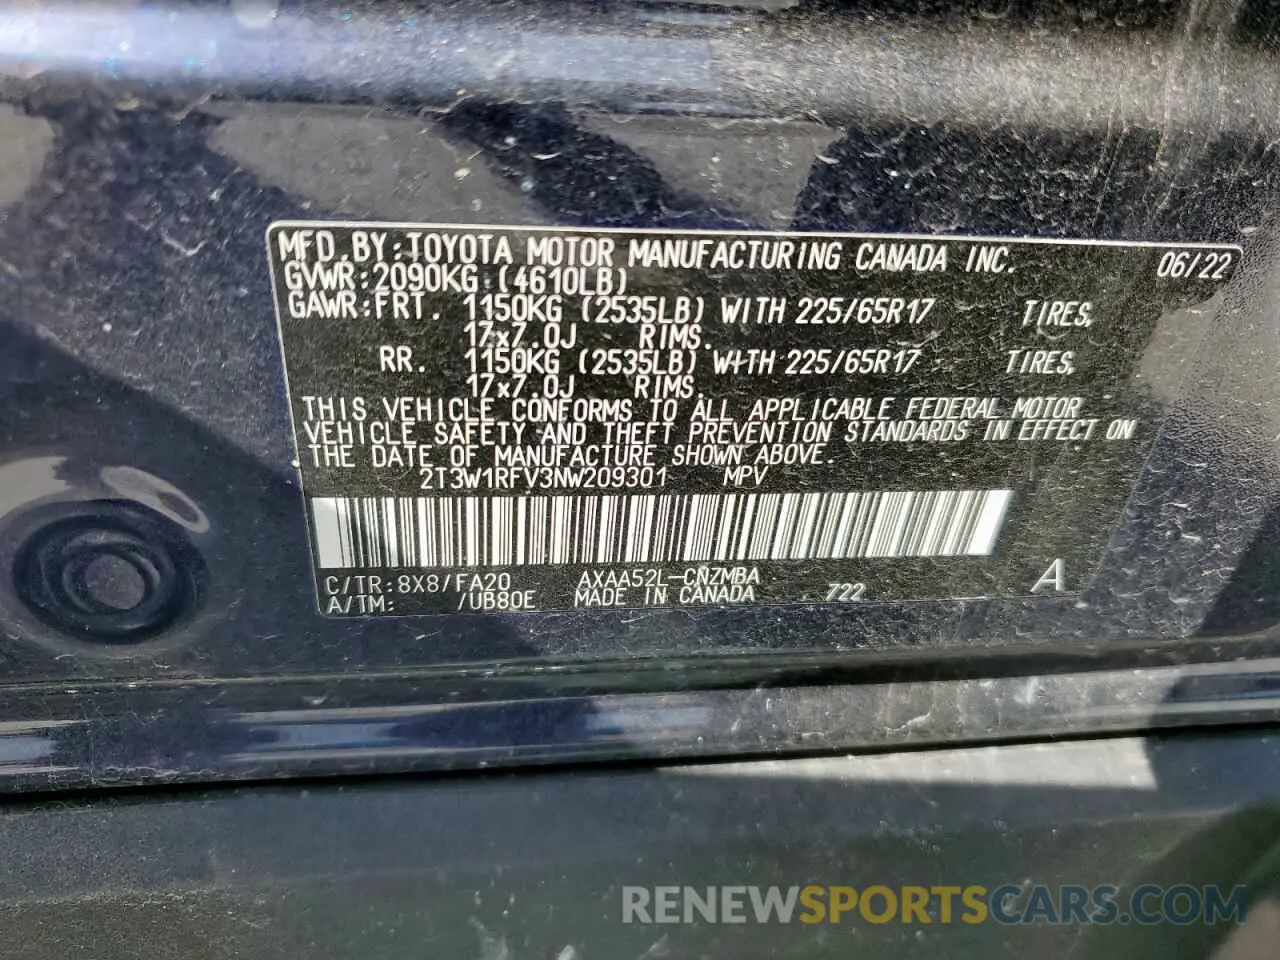 MFD.BY:TOYOTA MOTOR MANUFACTURING CANADA INC. 06/22
GVWR:2090KG (4610LB)
GAWR:FRT. 1150KG (2535LB) WITH 225/65R17 TIRES,
17x7.0J RIMS.
RR. 1150KG (2535LB) WITH 225/65R17 TIRES,
17x7.0J RIMS.
THIS VEHICLE CONFORMS TO ALL APPLICABLE FEDERAL MOTOR
VEHICLE SAFETY AND THEFT PREVENTION STANDARDS IN EFFECT ON
THE DATE OF MANUFACTURE SHOWN ABOVE.
2T3W1RFV3NW209301 MPV
C/TR:8X8/FA20 AXAA52L-CNZMBA A
A/TM: /UB80E MADE IN CANADA 722
RENEWSPORTSCARS.COM